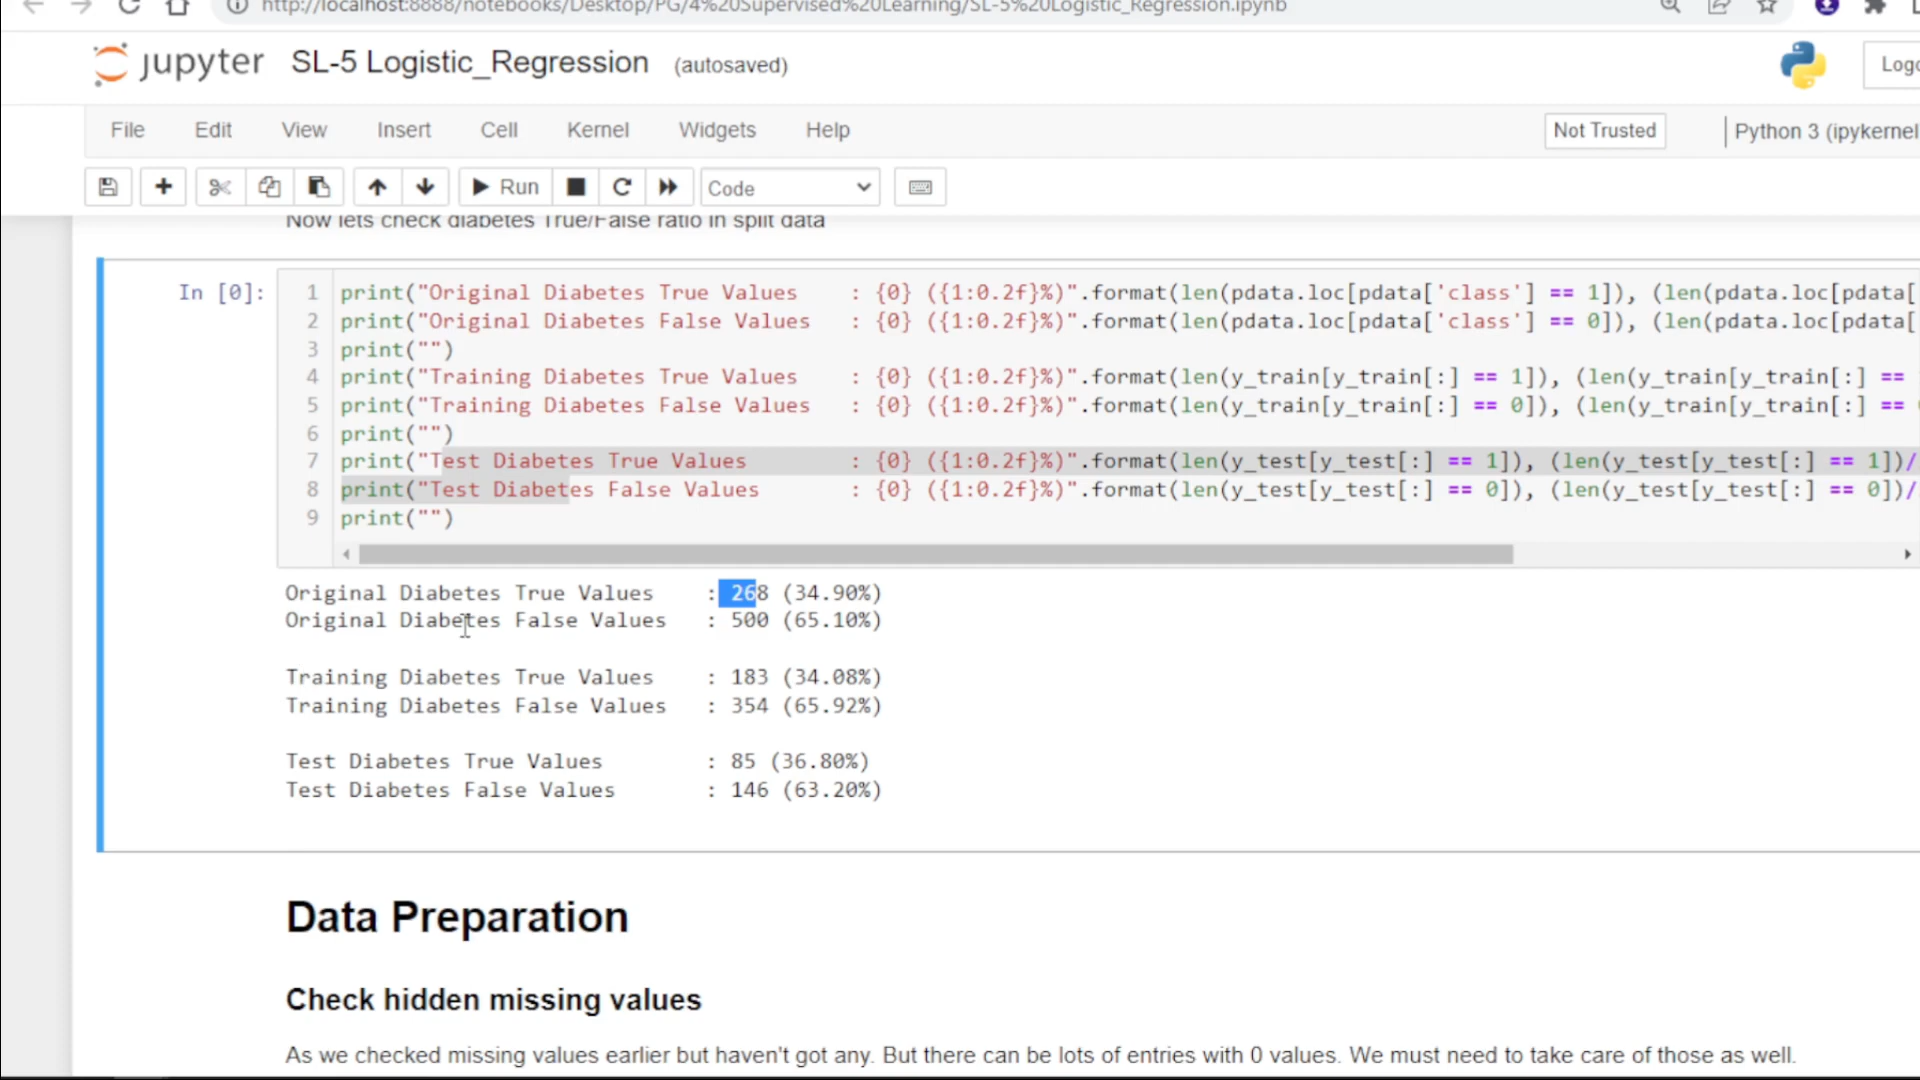 http://localhost:8888/notebooks/Desktop/PG/4%20Supervised%20Learning/SL-5%20Logistic_Regression.ipynb
jupyter SL-5 Logistic_Regression (autosaved)
Logo
File Edit View Insert Cell Kernel Widgets Help Not Trusted Python 3 (ipykernel
Run Code
Now lets check diabetes True/False ratio in split data
In [0]:
1 print("Original Diabetes True Values    : {0} ({1:0.2f}%)".format(len(pdata.loc[pdata['class'] == 1]), (len(pdata.loc[pdata[
2 print("Original Diabetes False Values   : {0} ({1:0.2f}%)".format(len(pdata.loc[pdata['class'] == 0]), (len(pdata.loc[pdata[
3 print("")
4 print("Training Diabetes True Values    : {0} ({1:0.2f}%)".format(len(y_train[y_train[:] == 1]), (len(y_train[y_train[:] ==
5 print("Training Diabetes False Values   : {0} ({1:0.2f}%)".format(len(y_train[y_train[:] == 0]), (len(y_train[y_train[:] ==
6 print("")
7 print("Test Diabetes True Values        : {0} ({1:0.2f}%)".format(len(y_test[y_test[:] == 1]), (len(y_test[y_test[:] == 1])/
8 print("Test Diabetes False Values       : {0} ({1:0.2f}%)".format(len(y_test[y_test[:] == 0]), (len(y_test[y_test[:] == 0])/
9 print("")
Original Diabetes True Values    : 268 (34.90%)
Original Diabetes False Values   : 500 (65.10%)
Training Diabetes True Values    : 183 (34.08%)
Training Diabetes False Values   : 354 (65.92%)
Test Diabetes True Values        : 85 (36.80%)
Test Diabetes False Values       : 146 (63.20%)
Data Preparation
Check hidden missing values
As we checked missing values earlier but haven't got any. But there can be lots of entries with 0 values. We must need to take care of those as well.